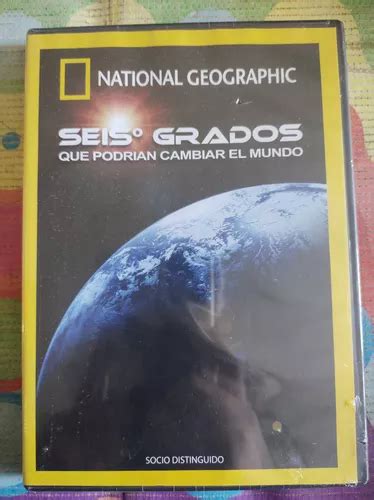 NATIONAL GEOGRAPHIC
SEIS° GRADOS
QUE PODRIAN CAMBIAR EL MUNDO
SOCIO DISTINGUIDO